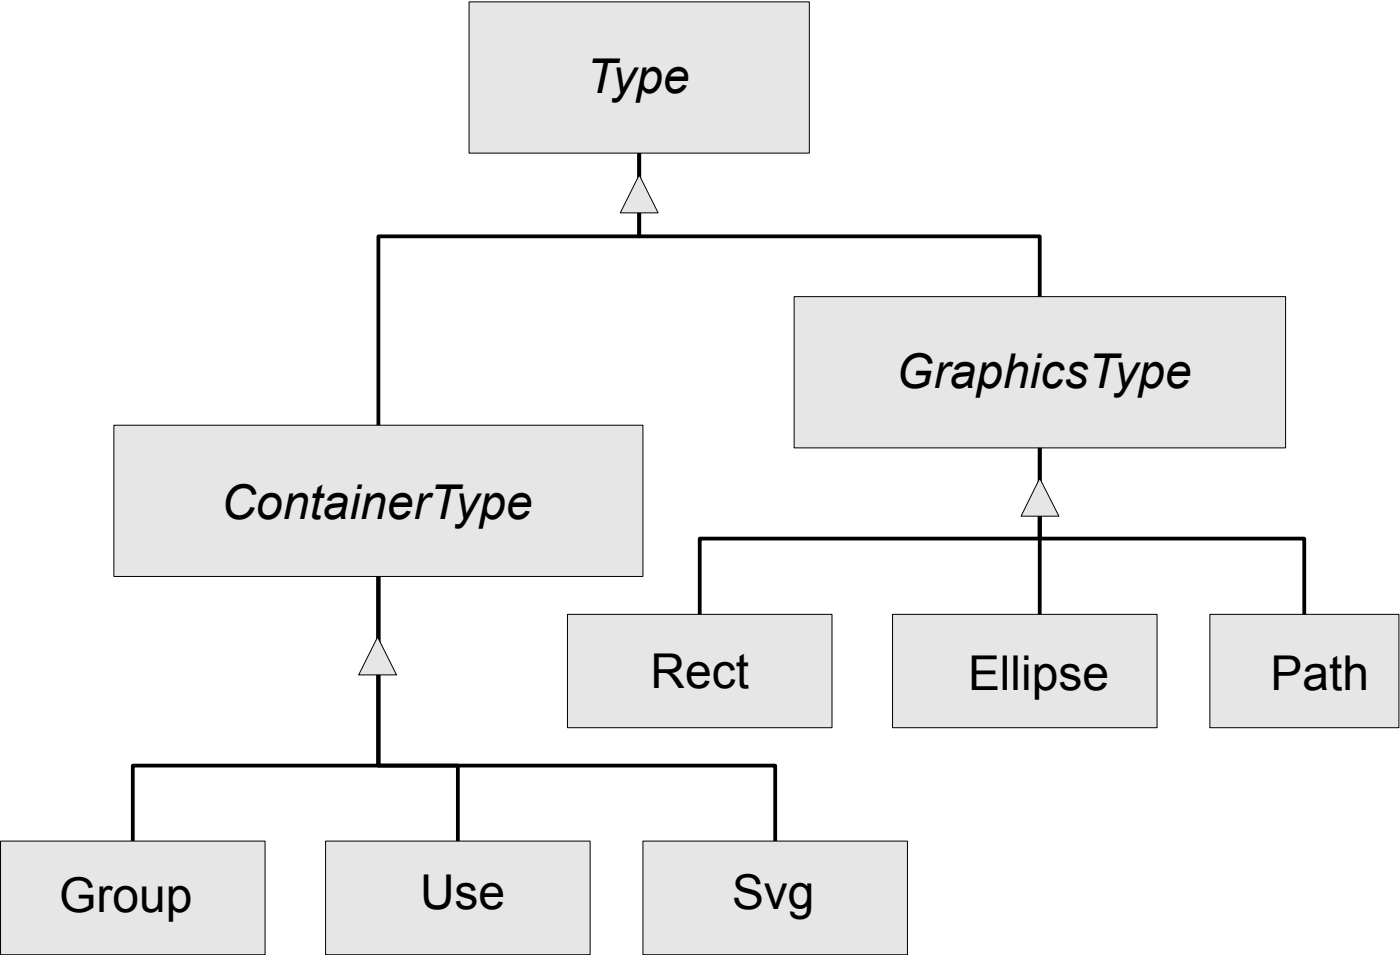 Type
GraphicsType
ContainerType
Rect
Ellipse
Path
Group
Use
Svg